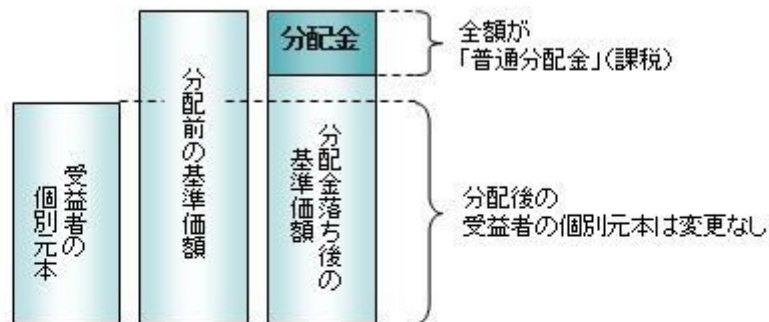 受益者の
個別元本
分配前の基準価額
分配金
分配金落ち後の
基準価額
全額が
「普通分配金」(課税)
分配後の
受益者の個別元本は変更なし